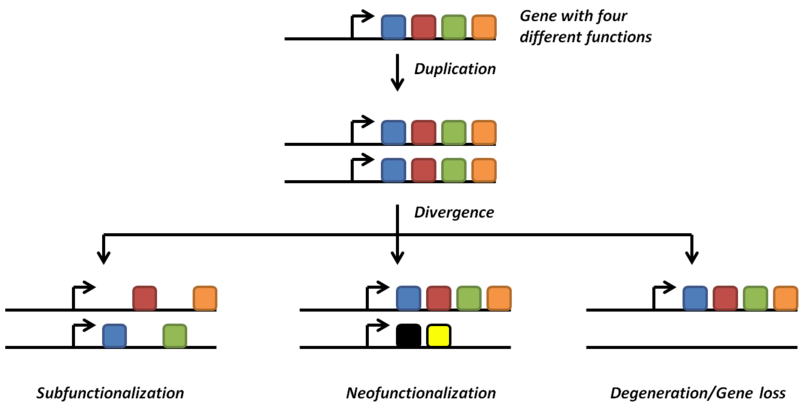 Gene with four
different functions
Duplication
Divergence
Subfunctionalization
Neofunctionalization
Degeneration/Gene loss